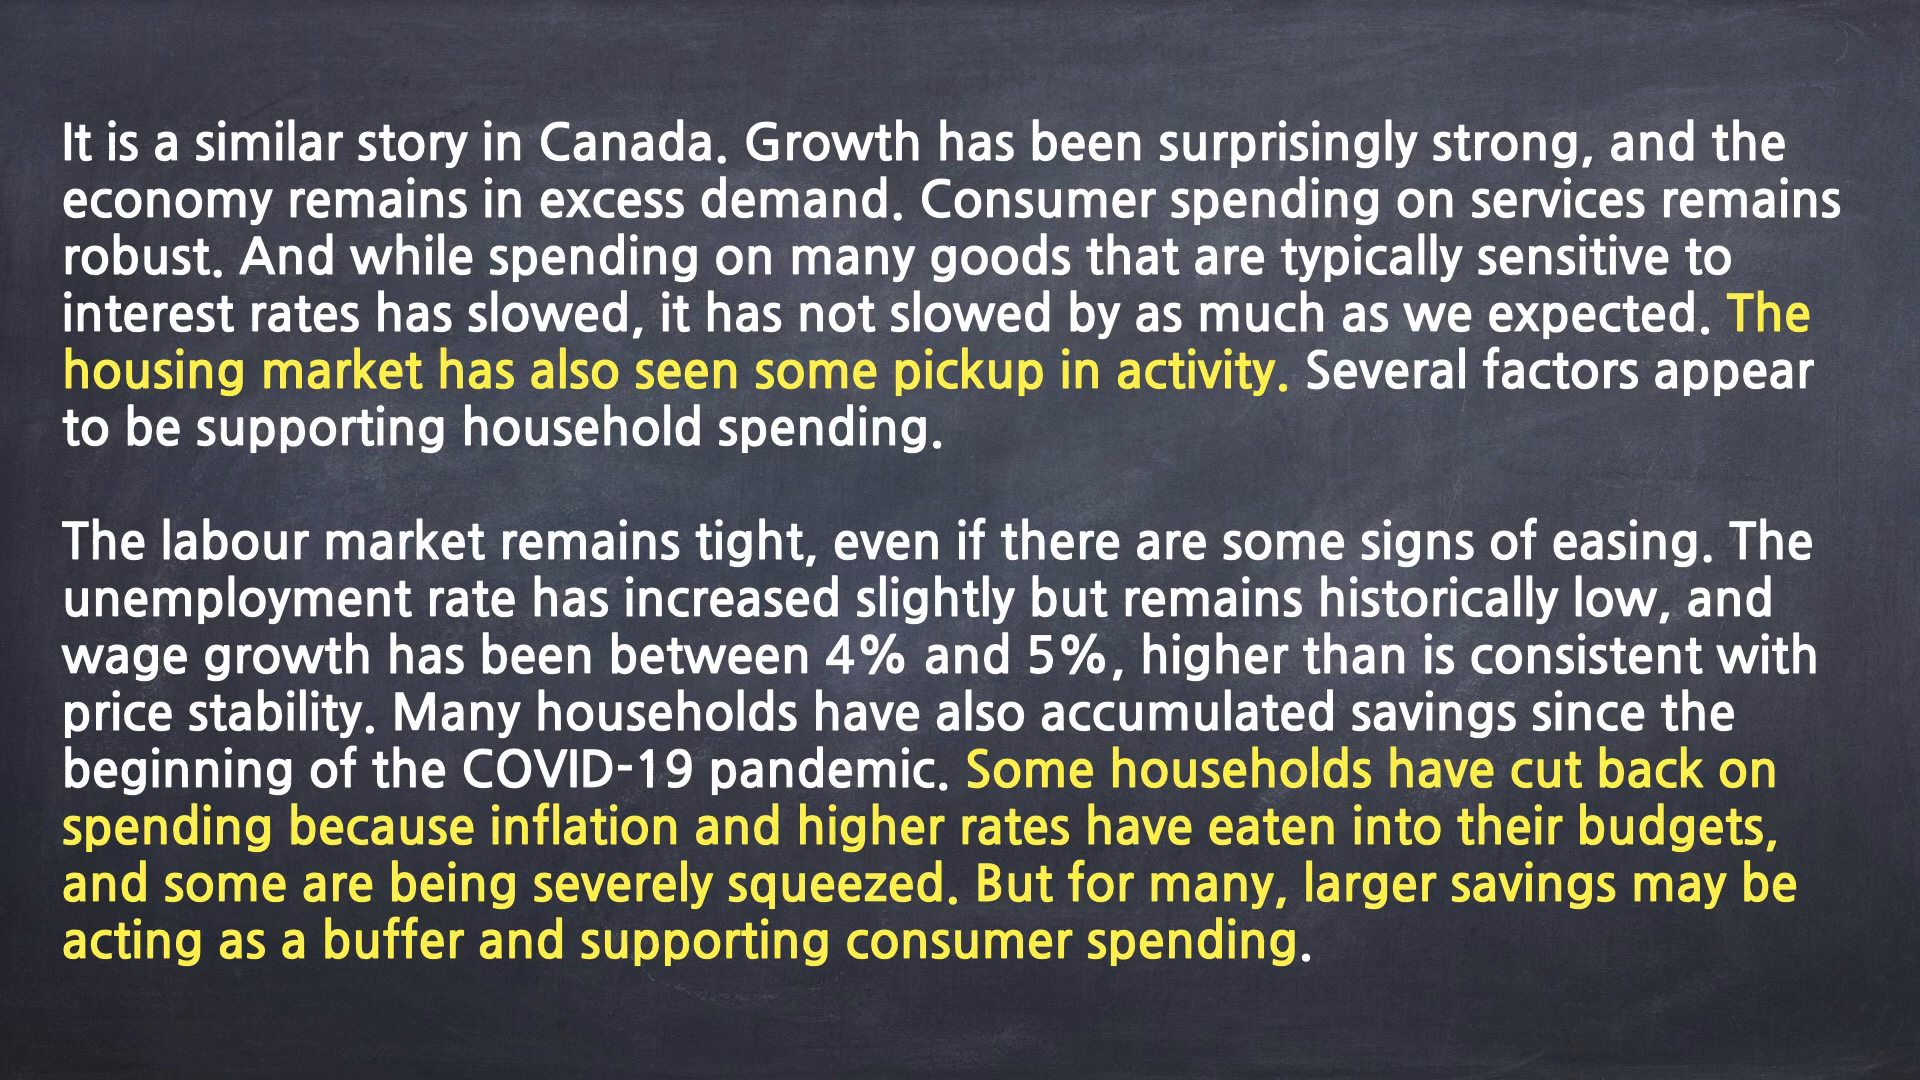 It is a similar story in Canada. Growth has been surprisingly strong, and the
economy remains in excess demand. Consumer spending on services remains
robust. And while spending on many goods that are typically sensitive to
interest rates has slowed, it has not slowed by as much as we expected. The
housing market has also seen some pickup in activity. Several factors appear
to be supporting household spending.
The labour market remains tight, even if there are some signs of easing. The
unemployment rate has increased slightly but remains historically low, and
wage growth has been between 4% and 5%, higher than is consistent with
price stability. Many households have also accumulated savings since the
beginning of the COVID-19 pandemic. Some households have cut back on
spending because inflation and higher rates have eaten into their budgets,
and some are being severely squeezed. But for many, larger savings may be
acting as a buffer and supporting consumer spending.